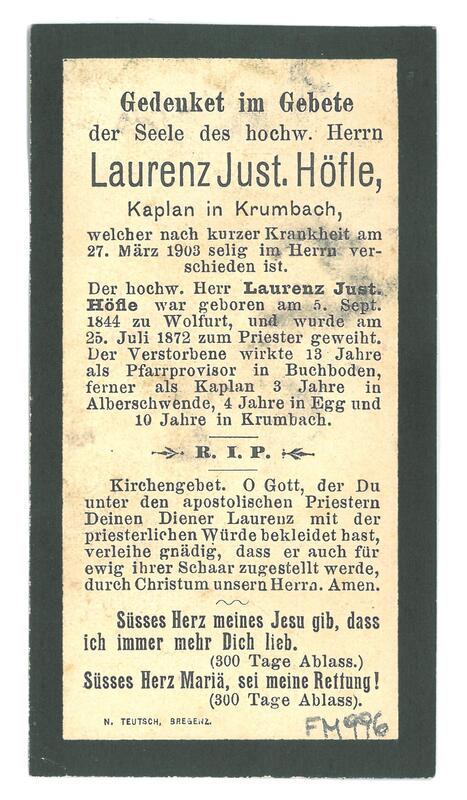 Gedenket im Gebete
der Seele des hochw. Herrn
Laurenz Just. Höfle,
Kaplan in Krumbach,
welcher nach kurzer Krankheit am
27. März 1903 selig im Herrn ver-
schieden ist.
Der hochw. Herr Laurenz Just.
Höfle war geboren am 5. Sept.
1844 zu Wolfurt, und wurde am
25. Juli 1872 zum Priester geweiht.
Der Verstorbene wirkte 13 Jahre
als Pfarrprovisor in Buchboden,
ferner als Kaplan 3 Jahre in
Alberschwende, 4 Jahre in Egg und
10 Jahre in Krumbach.
R. I. P.
Kirchengebet. O Gott, der Du
unter den apostolischen Priestern
Deinen Diener Laurenz mit der
priesterlichen Würde bekleidet hast,
verleihe gnädig, dass er auch für
ewig ihrer Schaar zugestellt werde,
durch Christum unsern Herrn. Amen.
Süsses Herz meines Jesu gib, dass
ich immer mehr Dich lieb.
(300 Tage Ablass.)
Süsses Herz Mariä, sei meine Rettung!
(300 Tage Ablass).
N. TEUTSCH, BREGENZ.
FM996